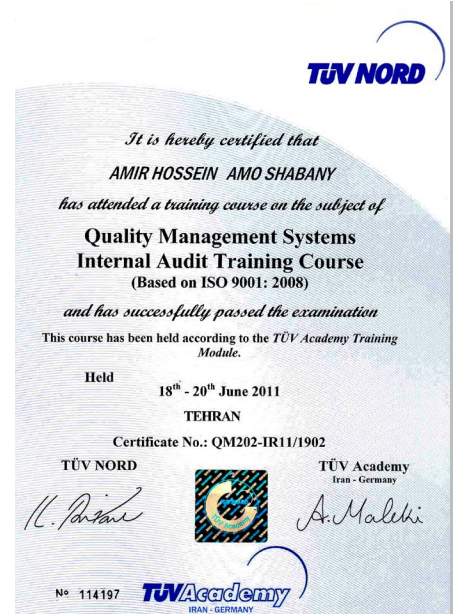 TÜV NORD
It is hereby certified that
AMIR HOSSEIN AMO SHABANY
has attended a training course on the subject of
Quality Management Systems
Internal Audit Training Course
(Based on ISO 9001: 2008)
and has successfully passed the examination
This course has been held according to the TÜV Academy Training
Module.
Held
18th - 20th June 2011
TEHRAN
Certificate No.: QM202-IR11/1902
TÜV NORD
TÜV Academy
Iran - Germany
A. Maleki
TÜV Academy
Nº 114197
TÜVAcademy
IRAN - GERMANY